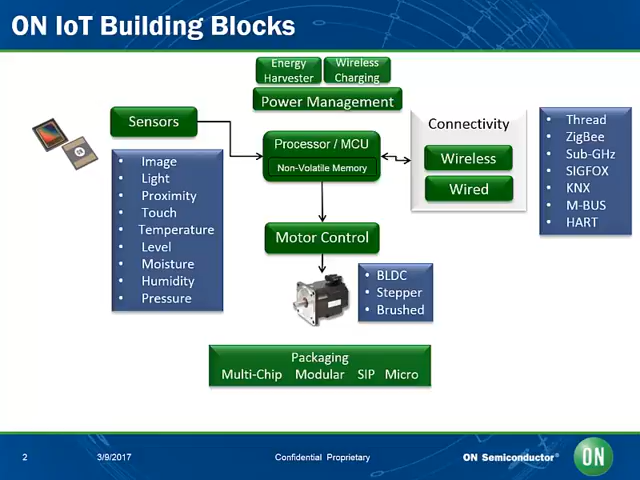 ON IoT Building Blocks
Energy
Harvester
Wireless
Charging
Power Management
Sensors
Processor / MCU
Non-Volatile Memory
Connectivity
Wireless
Wired
• Thread
• ZigBee
• Sub-GHz
• SIGFOX
• KNX
• M-BUS
• HART
• Image
• Light
• Proximity
• Touch
• Temperature
• Level
• Moisture
• Humidity
• Pressure
Motor Control
• BLDC
• Stepper
• Brushed
Packaging
Multi-Chip Modular SIP Micro
2 3/9/2017 Confidential Proprietary ON Semiconductor®
ON